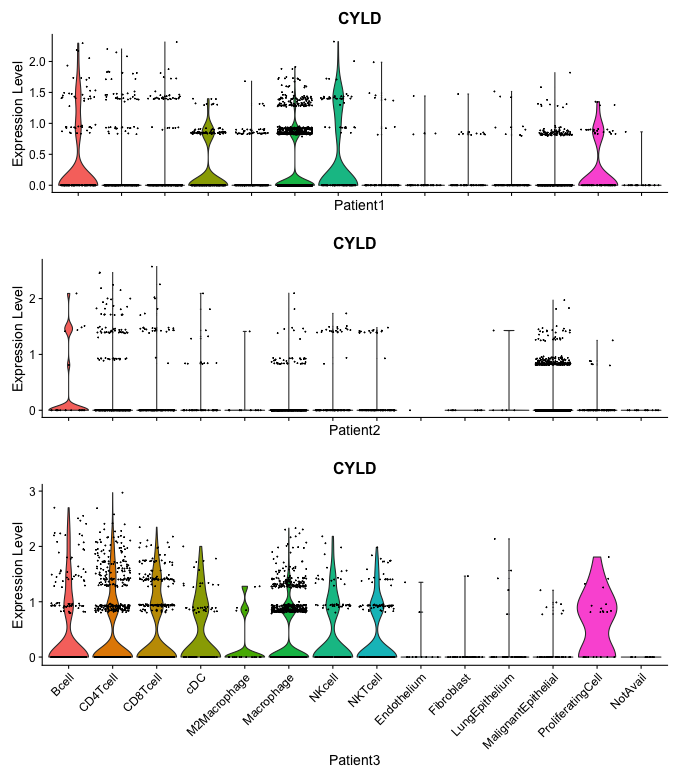 CYLD
Expression Level
2.0
1.5
1.0
0.5
0.0
Patient1
CYLD
Expression Level
2
1
0
Patient2
CYLD
Expression Level
3
2
1
0
Bcell
CD4Tcell
CD8Tcell
cDC
M2Macrophage
Macrophage
NKcell
NKTcell
Endothelium
Fibroblast
LungEpithelium
MalignantEpithelial
ProliferatingCell
NotAvail
Patient3